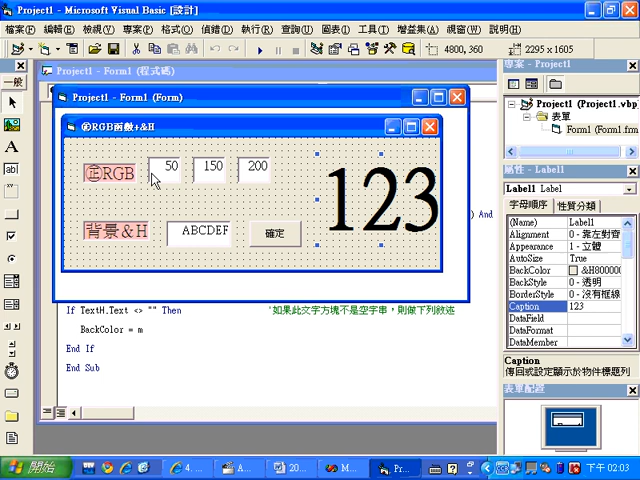 Project1 - Microsoft Visual Basic [設計]
檔案(F) 編輯(E) 檢視(V) 專案(P) 格式(O) 偵錯(D) 執行(R) 查詢(U) 圖表(I) 工具(T) 增益集(A) 視窗(W) 說明(H)
4800, 360
2295 x 1605
一般
Project1 - Form1 (程式碼)
Project1 - Form1 (Form)
RGB函數+&H
RGB
50
150
200
123
背景&H
ABCDEF
確定
) And
If TextH.Text <> "" Then '如果此文字方塊不是空字串，則做下列敘述
BackColor = m
End If
End Sub
專案 - Project1
Project1 (Project1.vbp
表單
Form1 (Form1.frm
屬性 - Label1
Label1 Label
字母順序 性質分類
(Name) Label1
Alignment 0 - 靠左對齊
Appearance 1 - 立體
AutoSize True
BackColor &H800000
BackStyle 0 - 透明
BorderStyle 0 - 沒有框線
Caption 123
DataField
DataFormat
DataMember
Caption
傳回或設定顯示於物件標題列
表單配置
開始
4. ..
A...
20...
M...
Pr...
下午 02:03